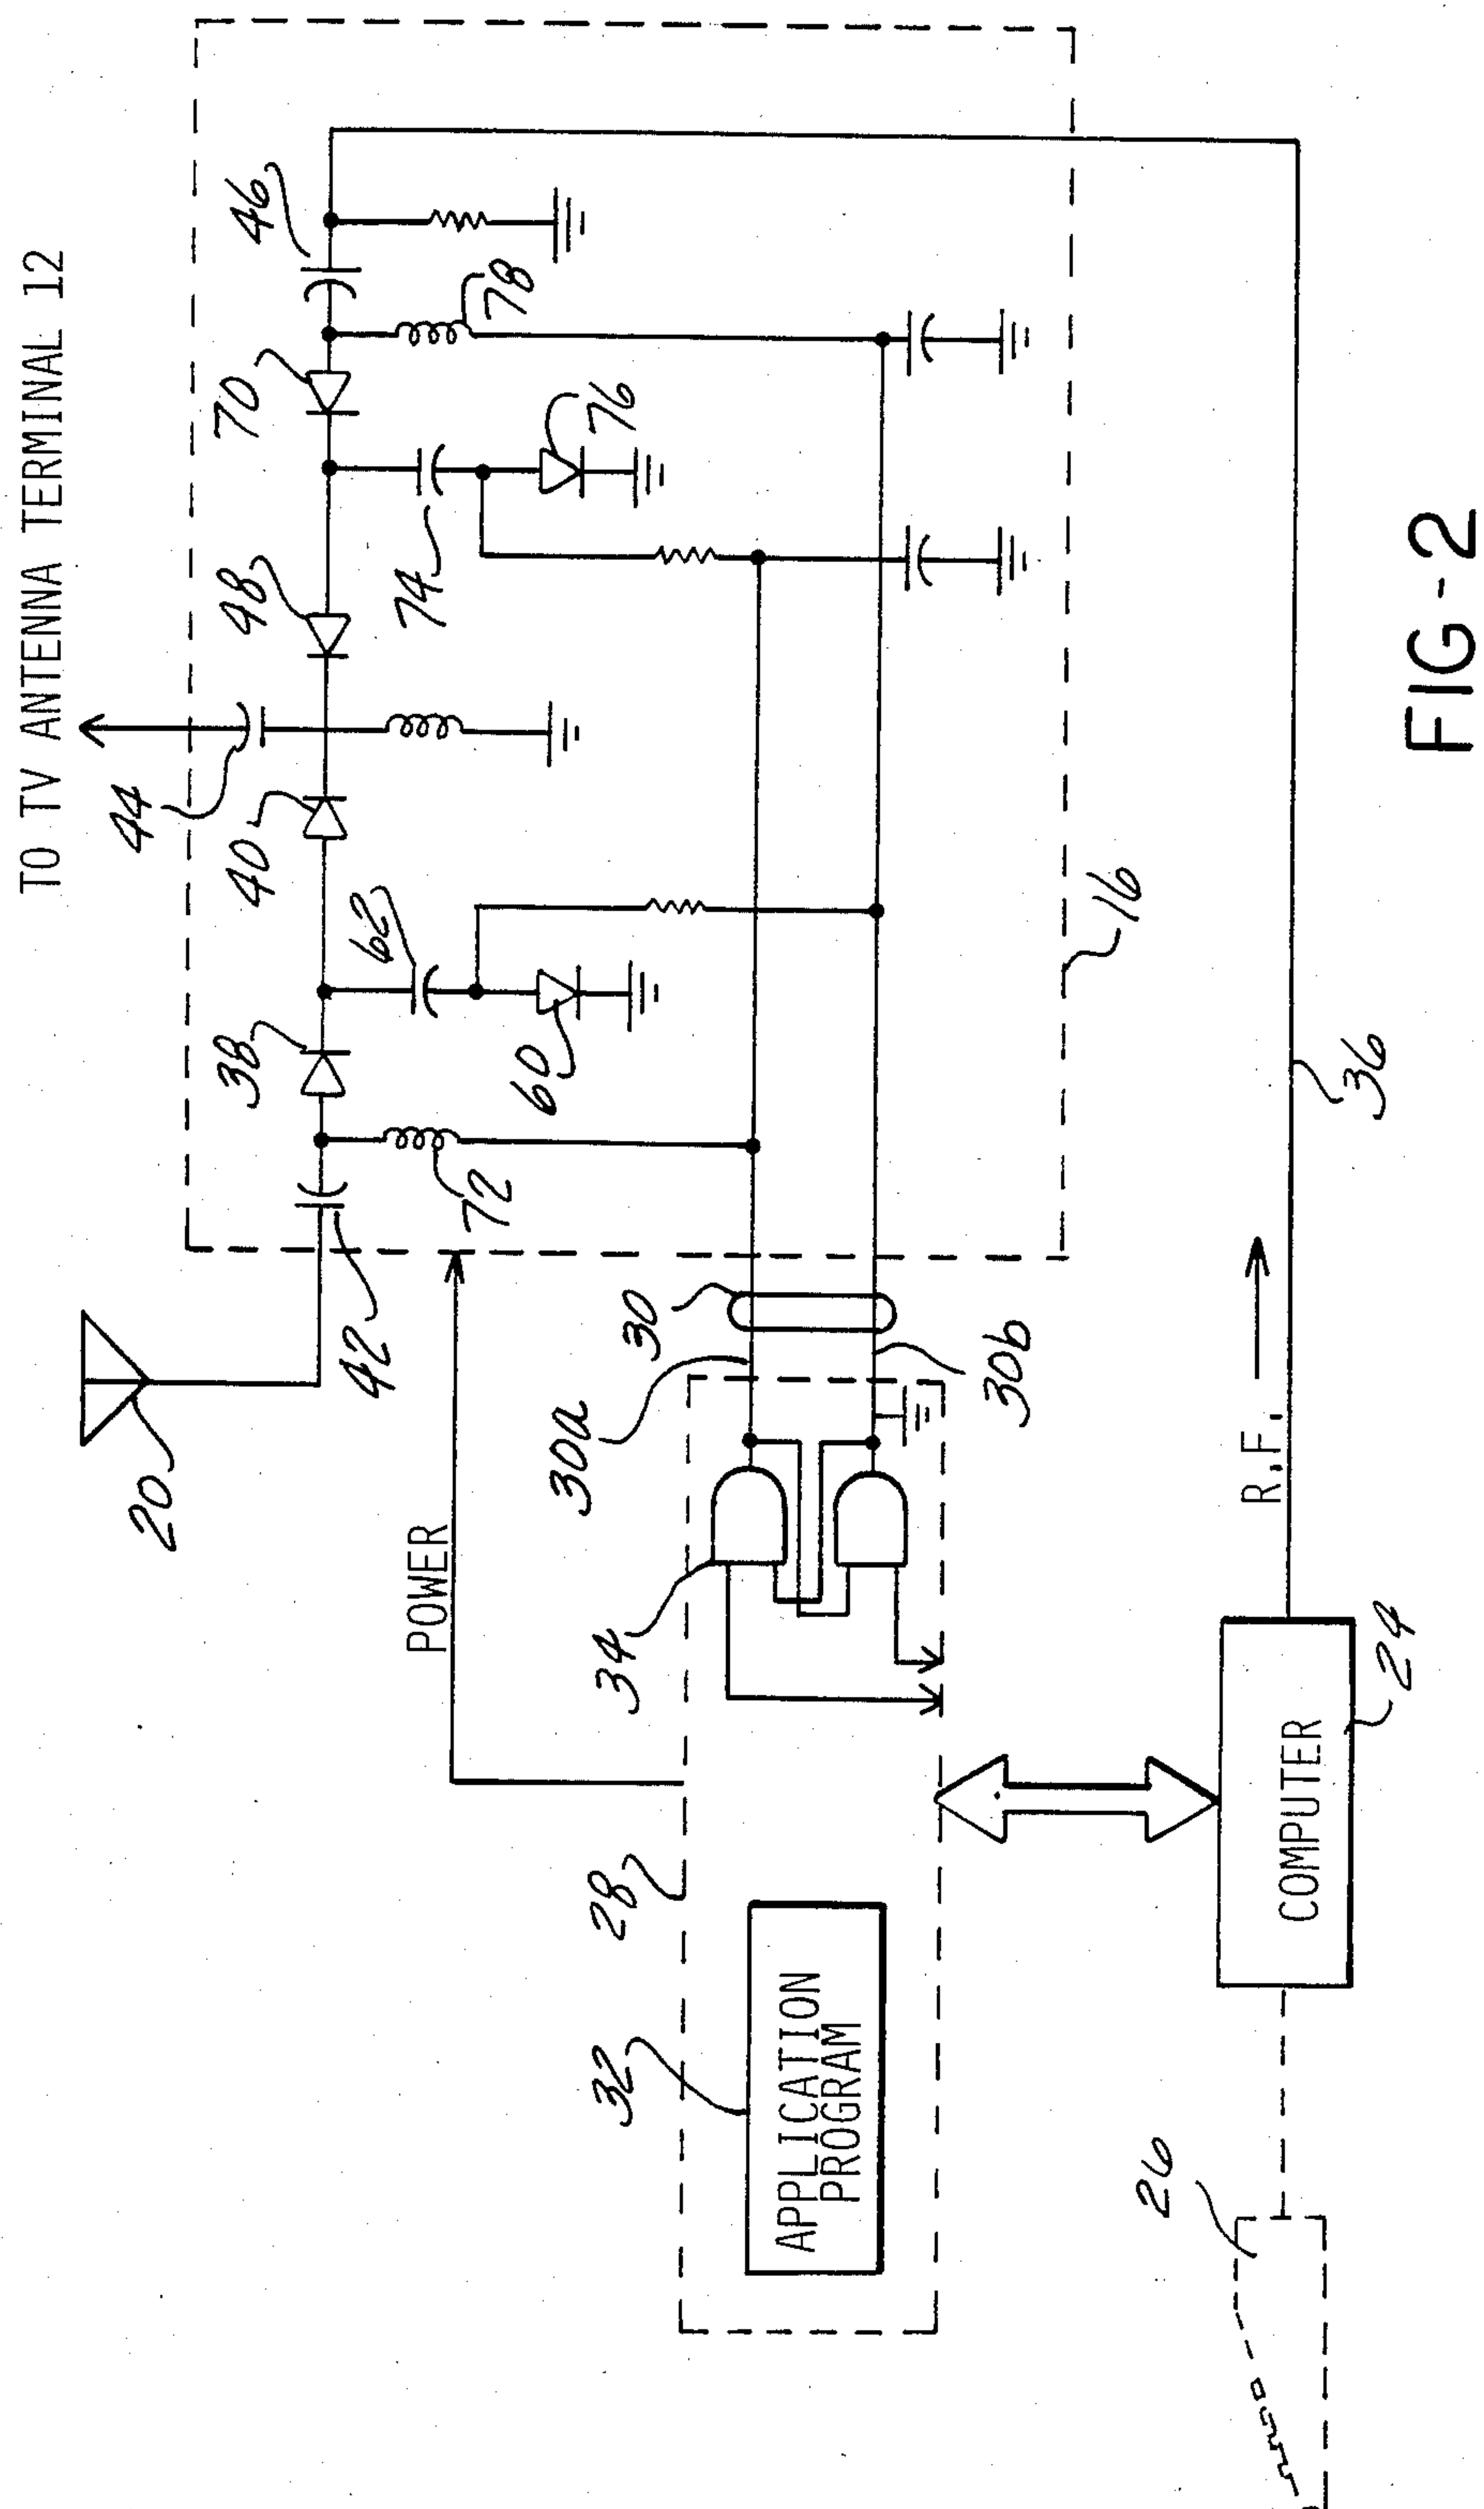 TO TV ANTENNA TERMINAL 12
44
20
42
38
40
48
70
46
62
72
60
74
76
78
POWER
30
30a
30b
34
28
32
APPLICATION
PROGRAM
16
R.F.
36
COMPUTER
24
26
FIG-2